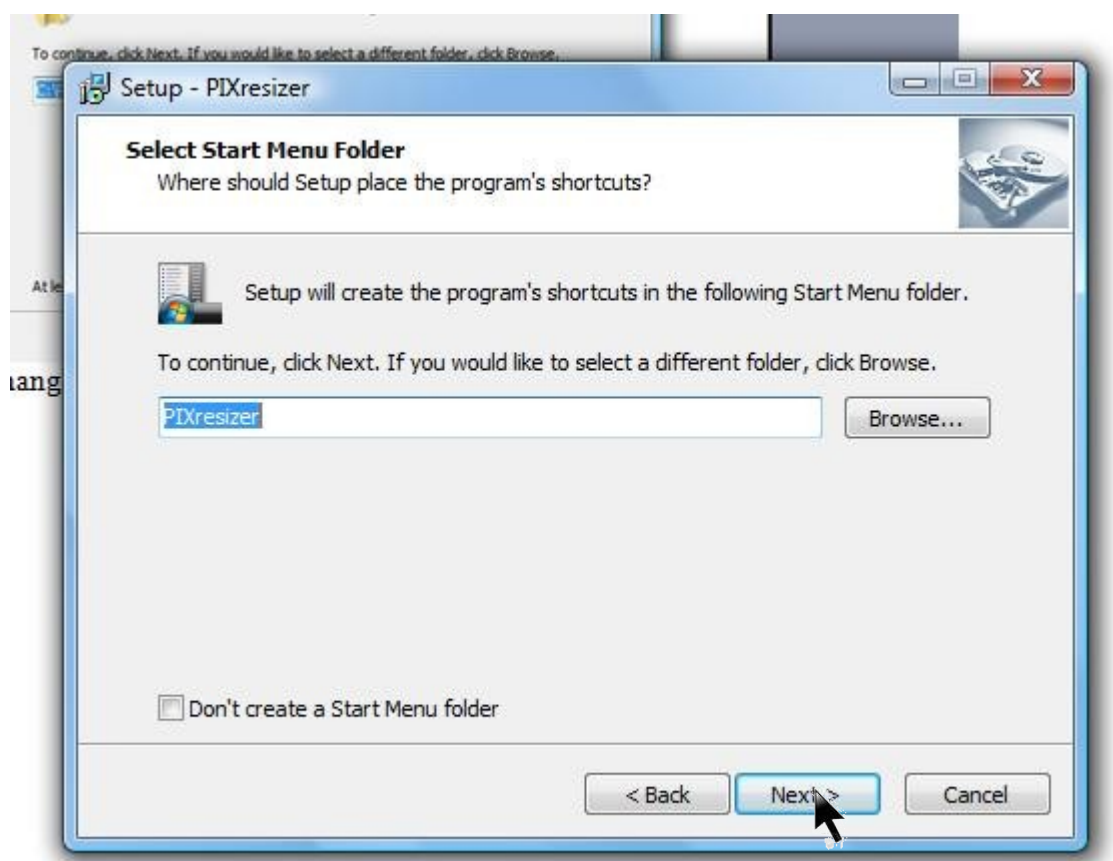 To continue, click Next. If you would like to select a different folder, click Browse.
Setup - PIXresizer
Select Start Menu Folder
Where should Setup place the program's shortcuts?
At le
Setup will create the program's shortcuts in the following Start Menu folder.
To continue, click Next. If you would like to select a different folder, click Browse.
ang
PIXresizer
Browse...
Don't create a Start Menu folder
< Back
Next >
Cancel